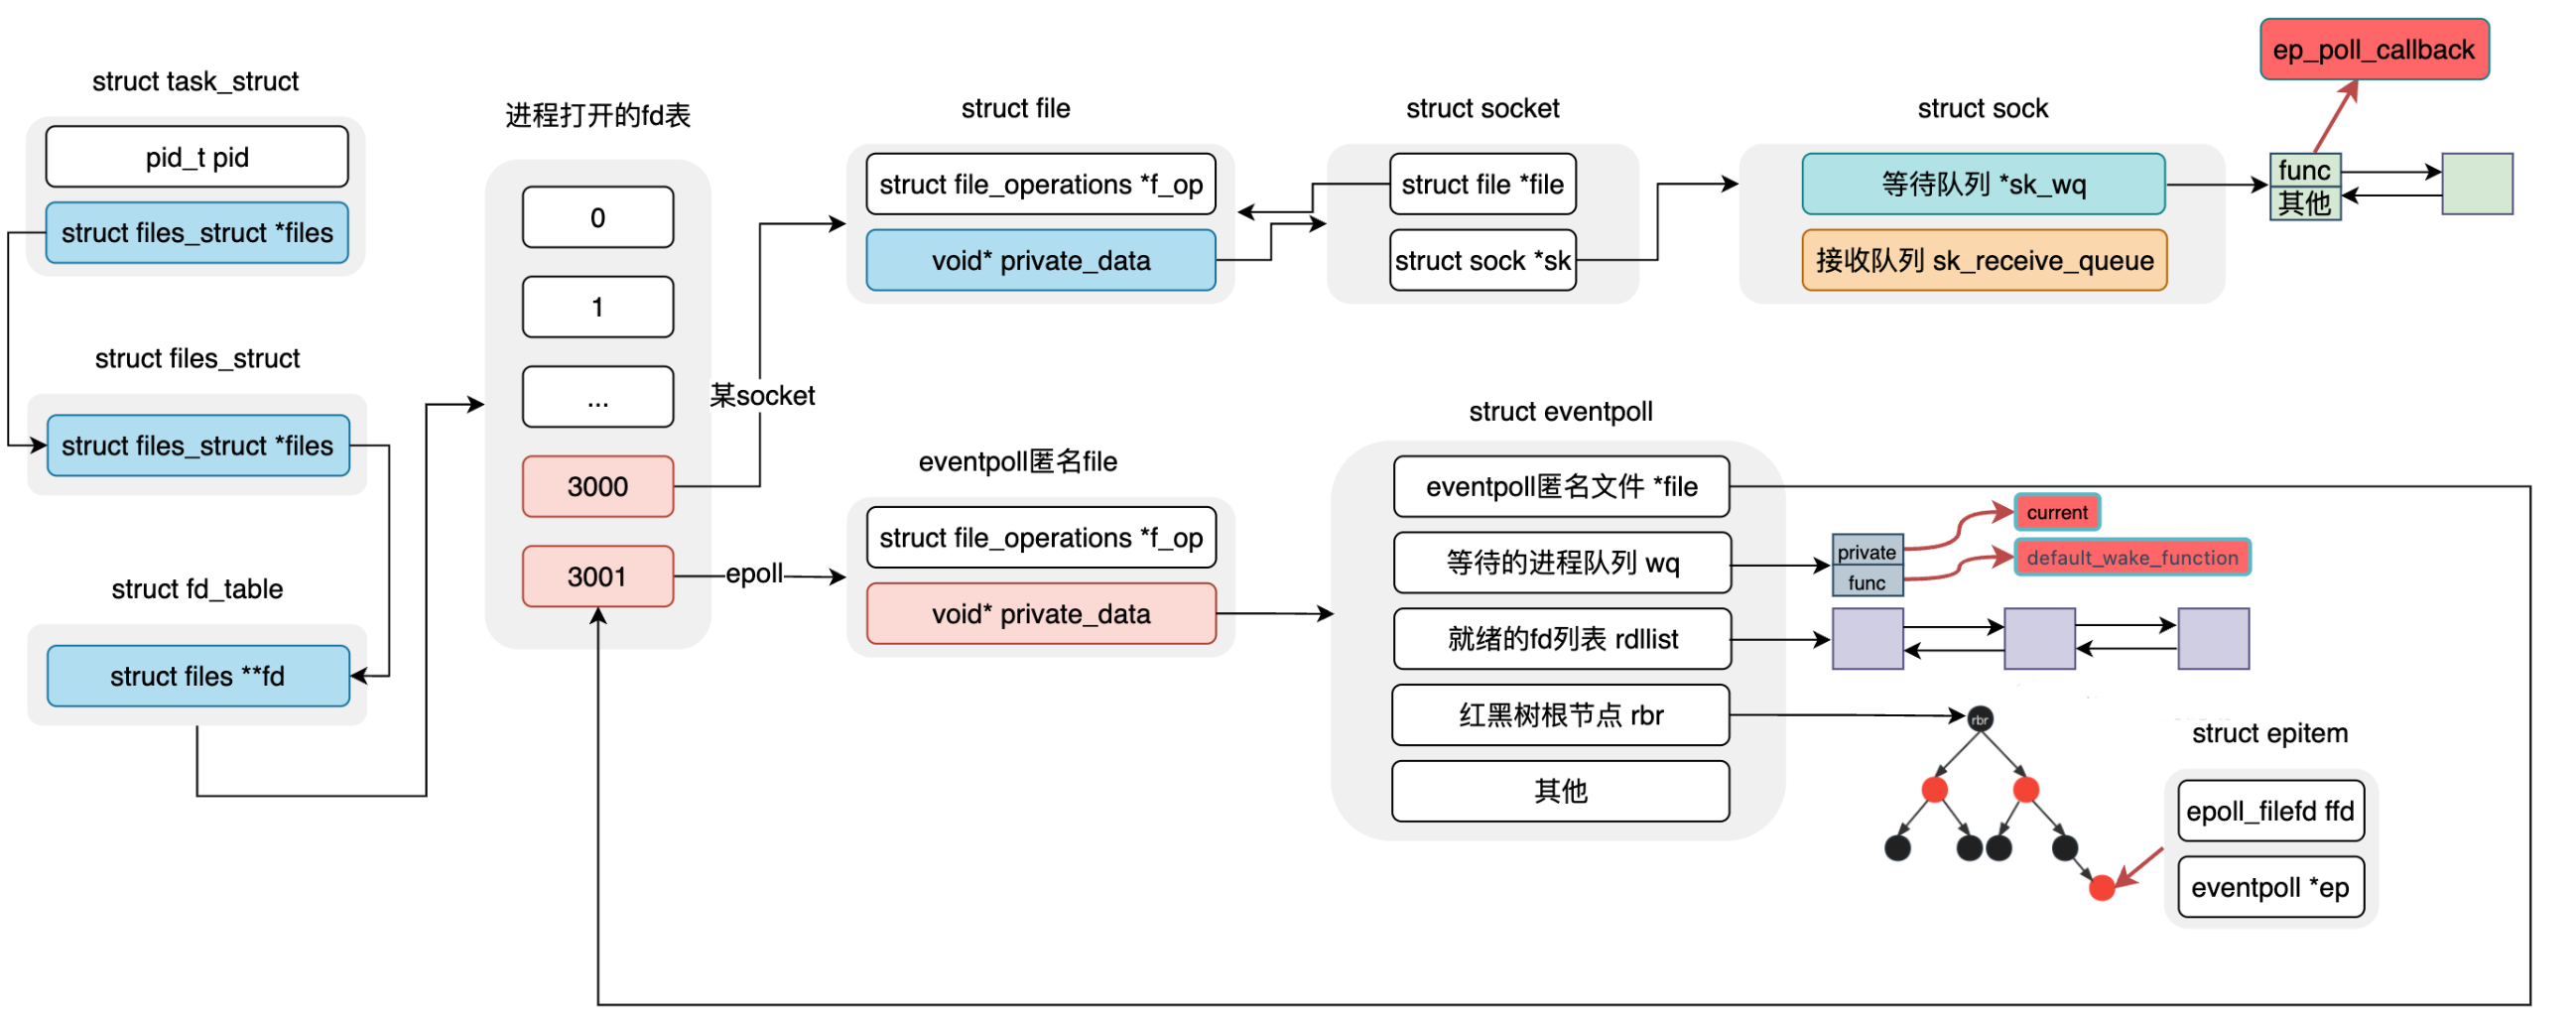 struct task_struct
pid_t pid
struct files_struct *files
struct files_struct
struct files_struct *files
struct fd_table
struct files **fd
进程打开的fd表
0
1
...
3000
3001
某socket
epoll
struct file
struct file_operations *f_op
void* private_data
struct socket
struct file *file
struct sock *sk
struct sock
等待队列 *sk_wq
接收队列 sk_receive_queue
ep_poll_callback
func
其他
eventpoll匿名file
struct file_operations *f_op
void* private_data
struct eventpoll
eventpoll匿名文件 *file
等待的进程队列 wq
就绪的fd列表 rdllist
红黑树根节点 rbr
其他
private
func
current
default_wake_function
rbr
struct epitem
epoll_filefd ffd
eventpoll *ep